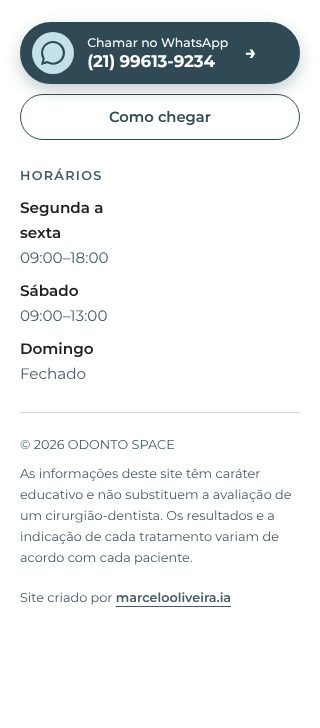 Chamar no WhatsApp
(21) 99613-9234 →
Como chegar
HORÁRIOS
Segunda a
sexta
09:00–18:00
Sábado
09:00–13:00
Domingo
Fechado
© 2026 ODONTO SPACE
As informações deste site têm caráter
educativo e não substituem a avaliação de
um cirurgião-dentista. Os resultados e a
indicação de cada tratamento variam de
acordo com cada paciente.
Site criado por marcelooliveira.ia